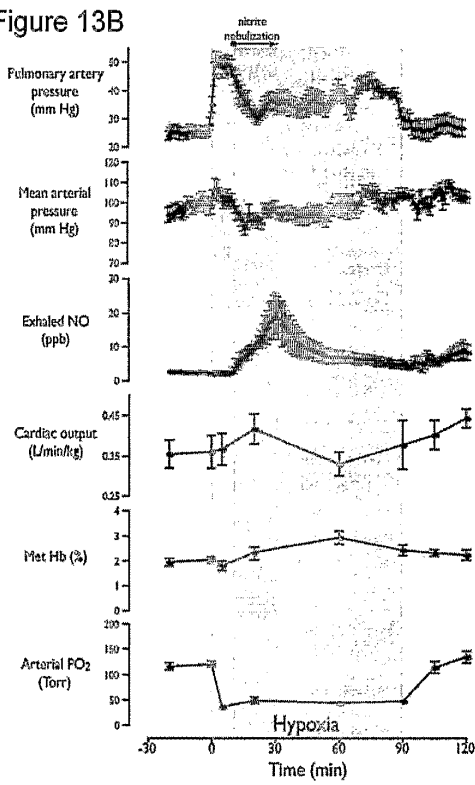 Figure 13B
nitrite
nebulization
Pulmonary artery
pressure
(mm Hg)
50
40
30
20
Mean arterial
pressure
(mm Hg)
120
110
100
90
80
70
Exhaled NO
(ppb)
30
20
10
0
Cardiac output
(L/min/kg)
0.45
0.35
0.25
Met Hb (%)
4
3
2
1
0
Arterial PO2
(Torr)
200
150
100
50
0
Hypoxia
-30 0 30 60 90 120
Time (min)